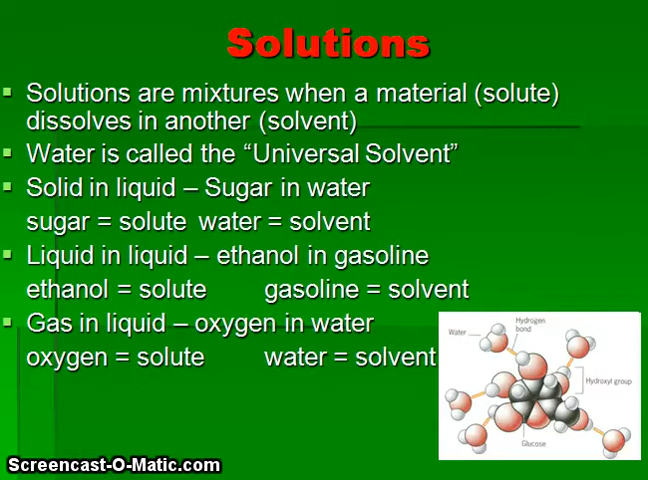 Solutions
Solutions are mixtures when a material (solute)
dissolves in another (solvent)
Water is called the “Universal Solvent”
Solid in liquid – Sugar in water
sugar = solute water = solvent
Liquid in liquid – ethanol in gasoline
ethanol = solute gasoline = solvent
Gas in liquid – oxygen in water
oxygen = solute water = solvent
Water
Hydrogen
bond
Hydroxyl group
Glucose
Screencast-O-Matic.com